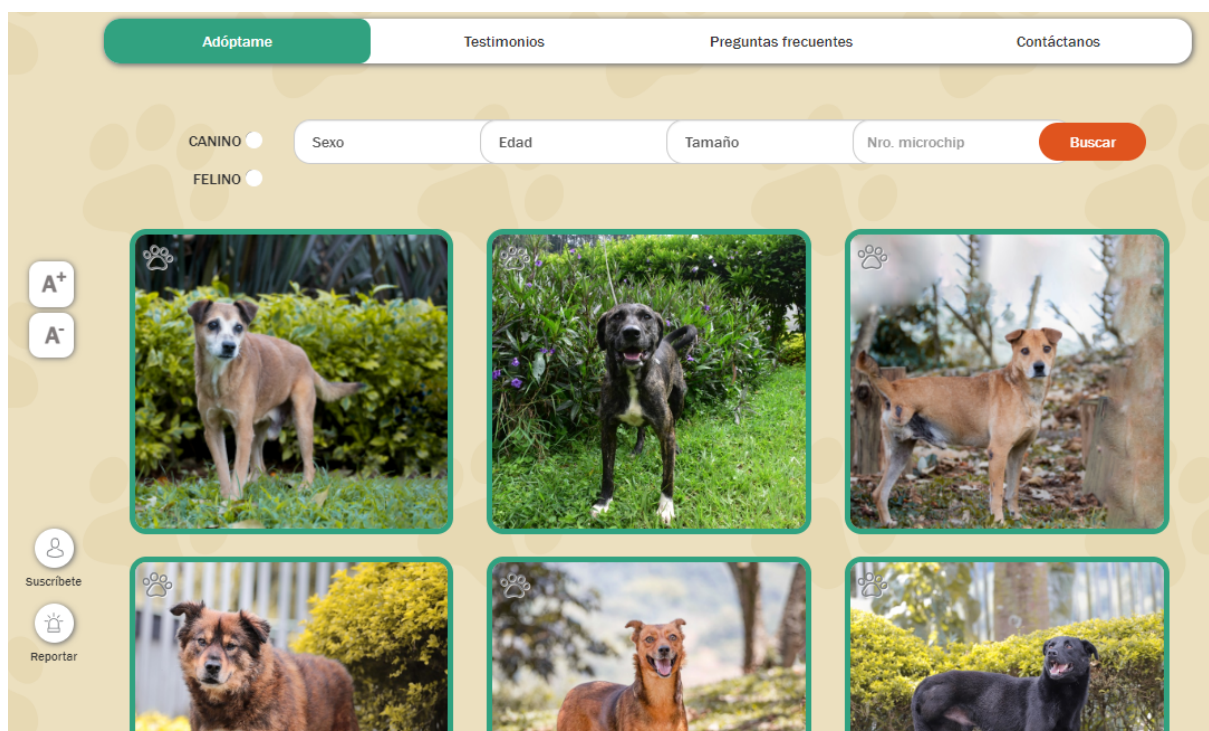 Adóptame Testimonios Preguntas frecuentes Contáctanos
CANINO Sexo Edad Tamaño Nro. microchip Buscar
FELINO
A+
A-
Suscríbete
Reportar